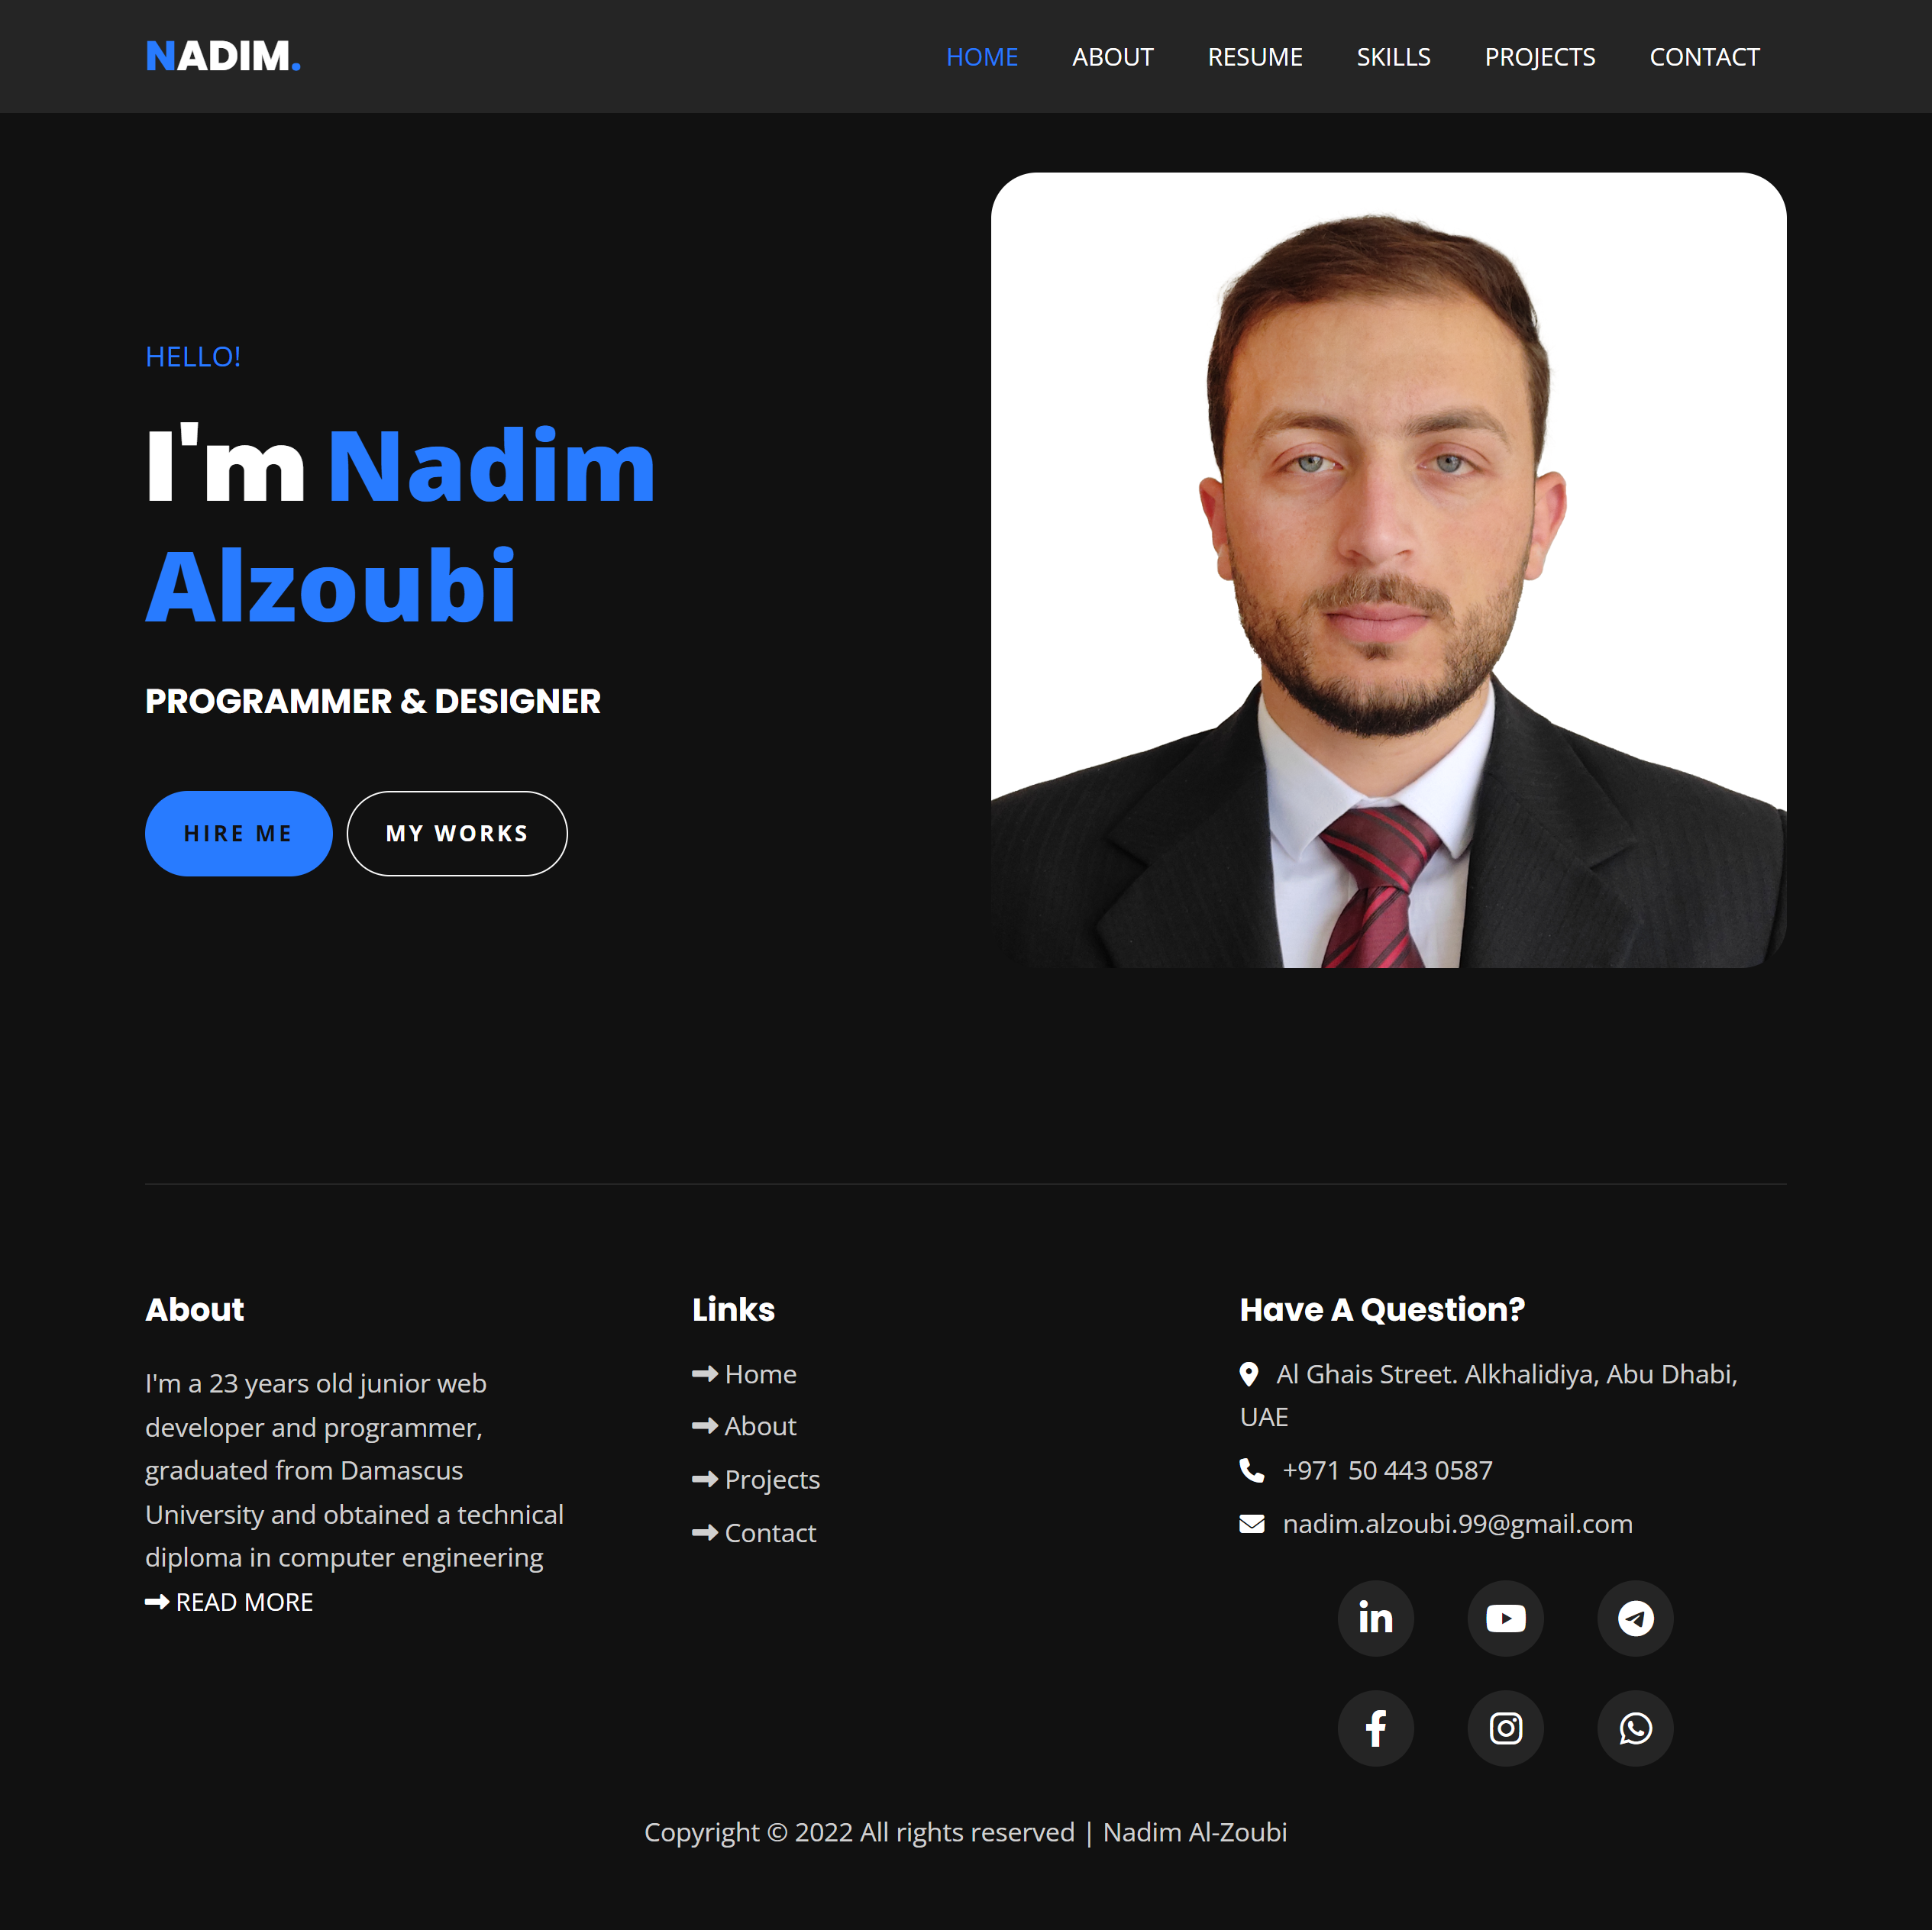 NADIM.
HOME ABOUT RESUME SKILLS PROJECTS CONTACT
HELLO!
I'm Nadim
Alzoubi
PROGRAMMER & DESIGNER
HIRE ME
MY WORKS
About
I'm a 23 years old junior web
developer and programmer,
graduated from Damascus
University and obtained a technical
diploma in computer engineering
READ MORE
Links
Home
About
Projects
Contact
Have A Question?
Al Ghais Street. Alkhalidiya, Abu Dhabi,
UAE
+971 50 443 0587
nadim.alzoubi.99@gmail.com
Copyright © 2022 All rights reserved | Nadim Al-Zoubi